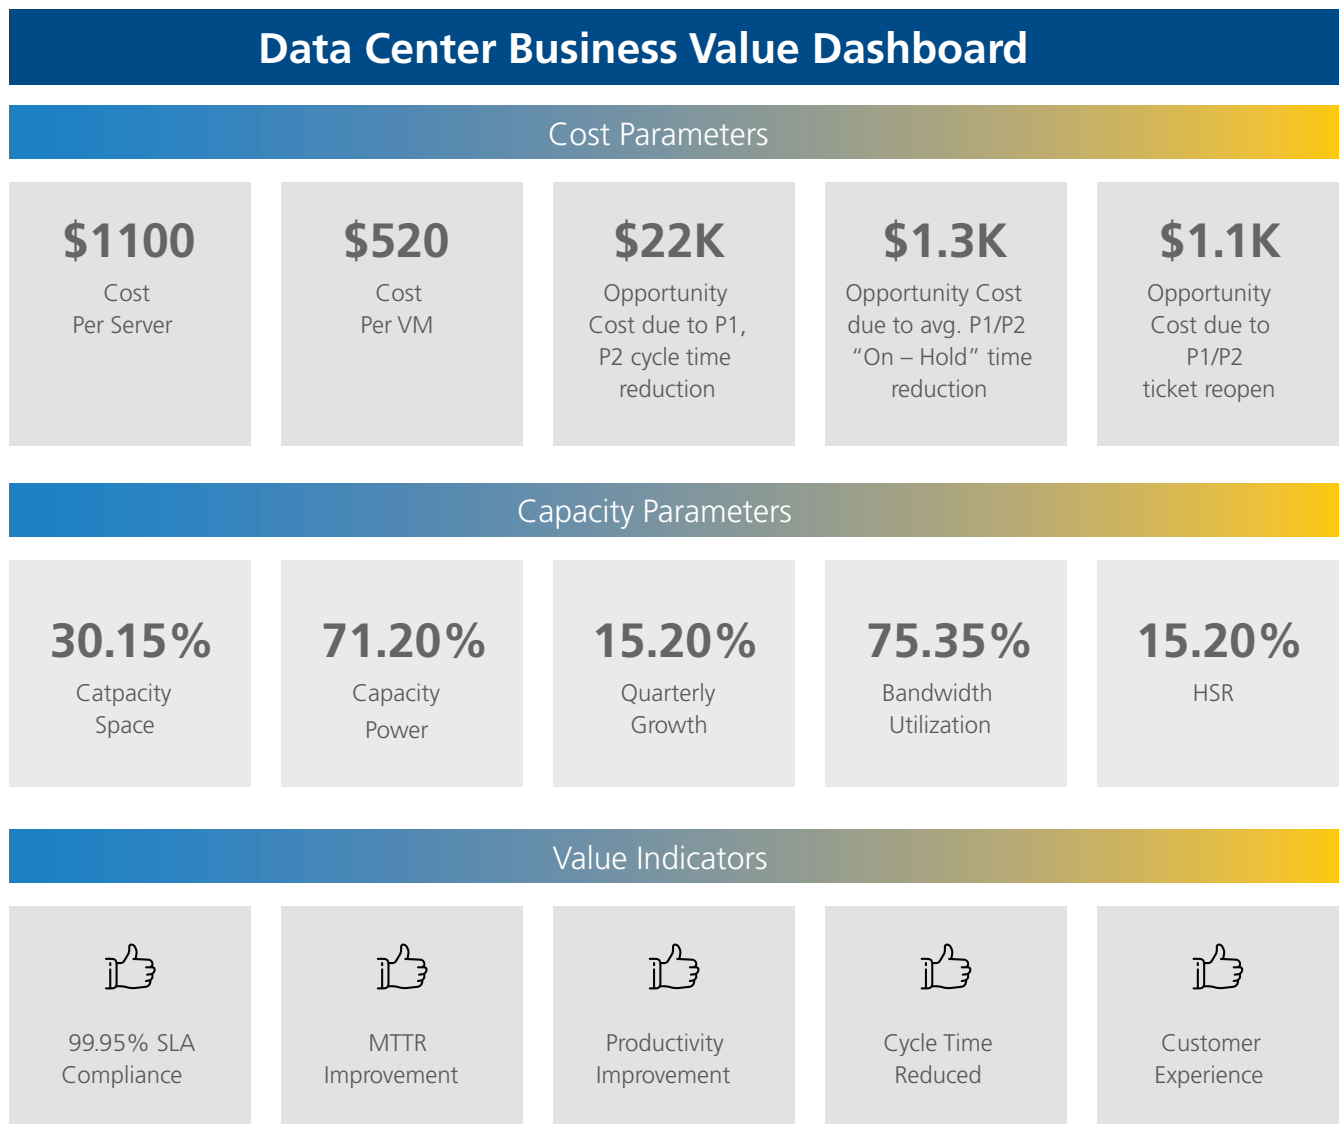 Data Center Business Value Dashboard
Cost Parameters
$1100
Cost
Per Server
$520
Cost
Per VM
$22K
Opportunity
Cost due to P1,
P2 cycle time
reduction
$1.3K
Opportunity Cost
due to avg. P1/P2
“On – Hold” time
reduction
$1.1K
Opportunity
Cost due to
P1/P2
ticket reopen
Capacity Parameters
30.15%
Catpacity
Space
71.20%
Capacity
Power
15.20%
Quarterly
Growth
75.35%
Bandwidth
Utilization
15.20%
HSR
Value Indicators
99.95% SLA
Compliance
MTTR
Improvement
Productivity
Improvement
Cycle Time
Reduced
Customer
Experience